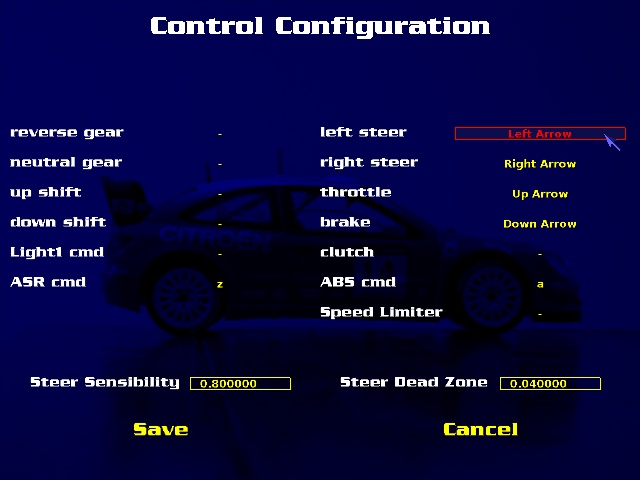 Control Configuration
reverse gear - left steer Left Arrow
neutral gear - right steer Right Arrow
up shift - throttle Up Arrow
down shift - brake Down Arrow
Light1 cmd - clutch -
ASR cmd z ABS cmd a
Speed Limiter -
CITROËN
Steer Sensibility 0.800000 Steer Dead Zone 0.040000
Save Cancel